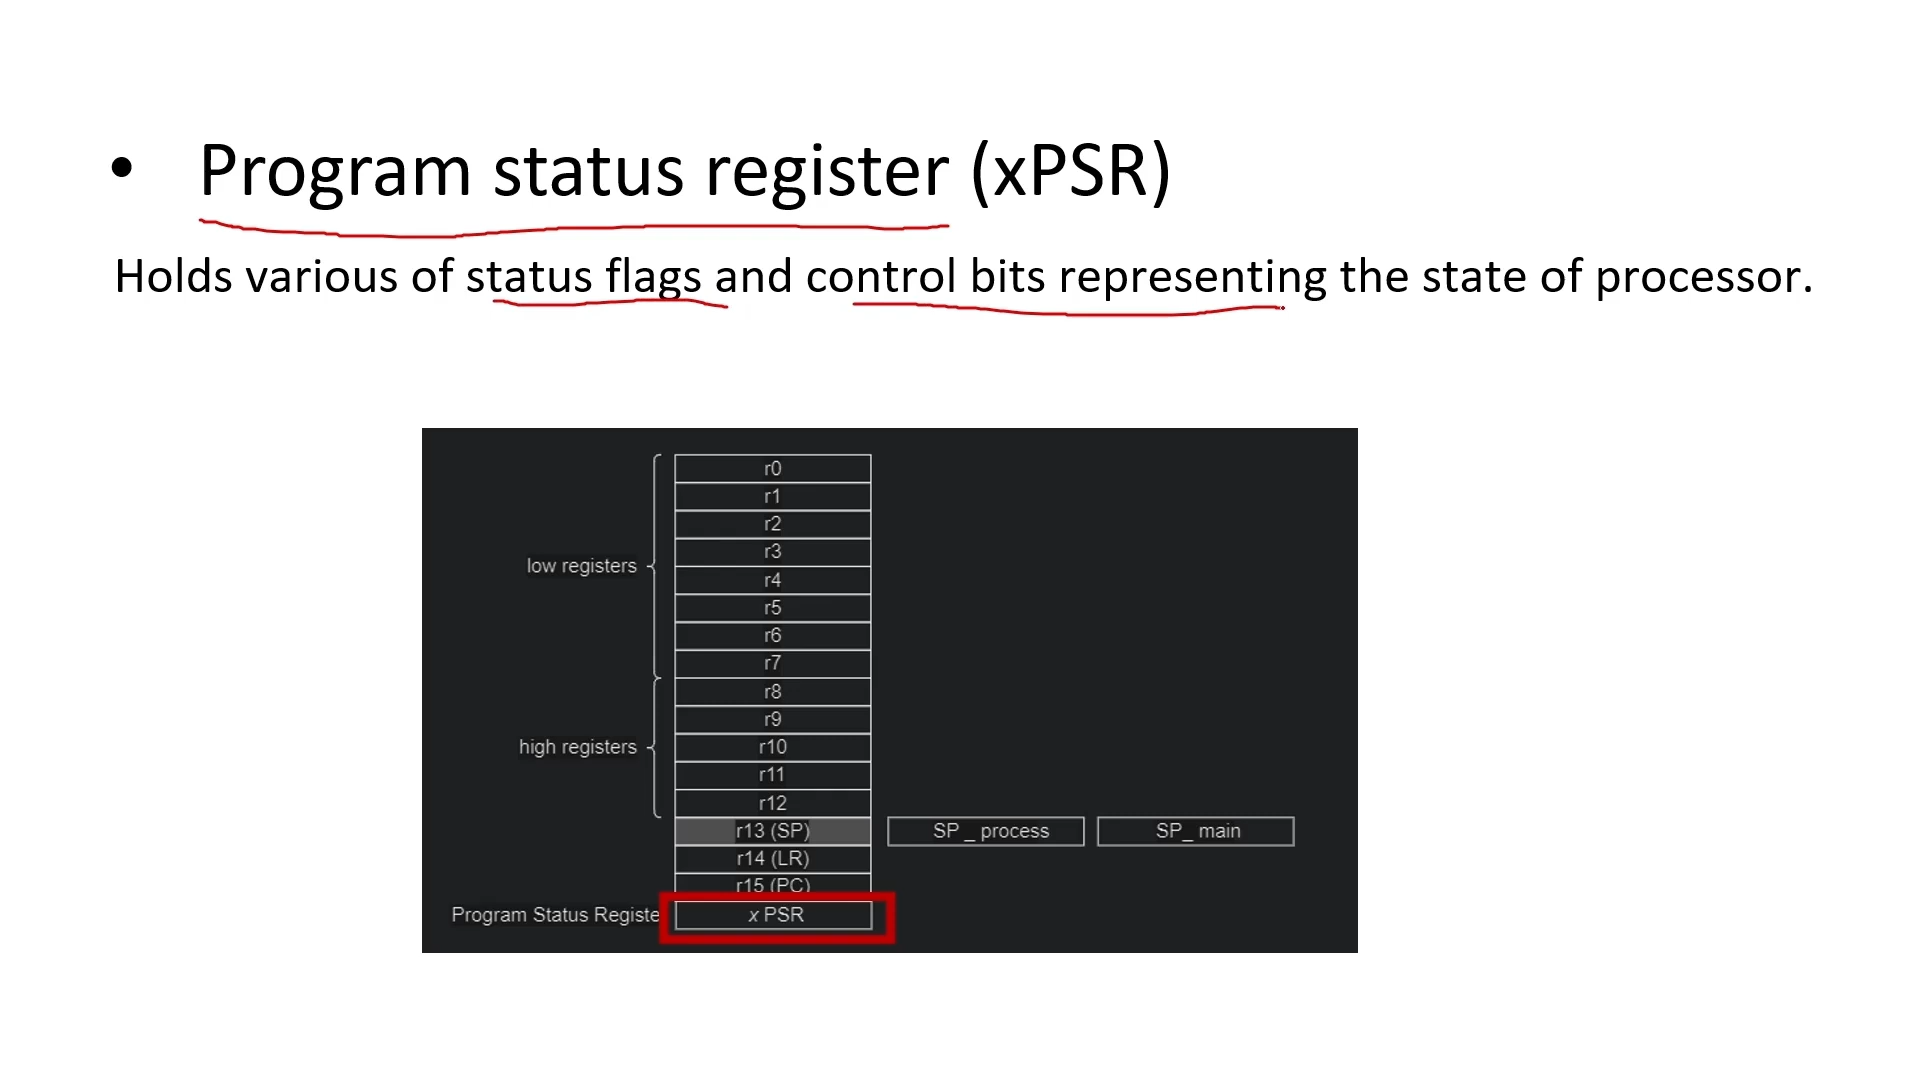 • Program status register (xPSR)
Holds various of status flags and control bits representing the state of processor.
r0
r1
r2
r3
low registers
r4
r5
r6
r7
r8
r9
high registers
r10
r11
r12
r13 (SP) SP _ process SP_ main
r14 (LR)
r15 (PC)
Program Status Registe x PSR